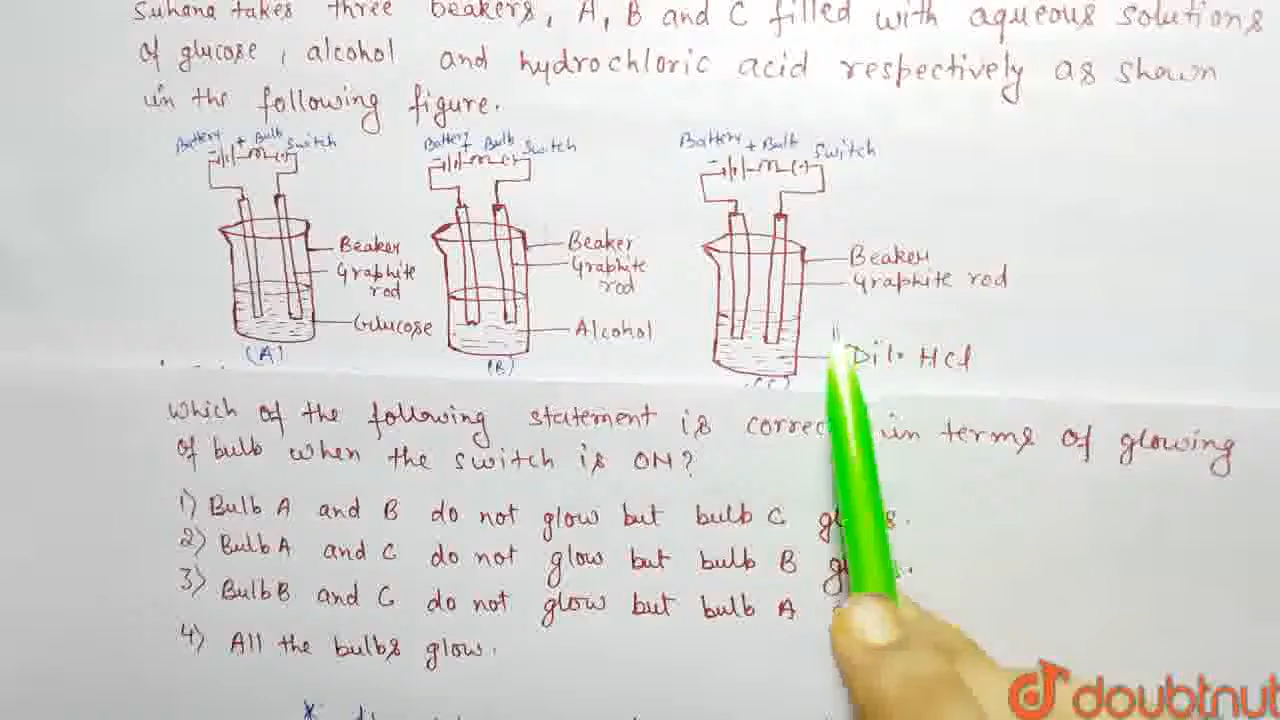 Suhana takes three beakers, A, B and C filled with aqueous solutions
of glucose, alcohol and hydrochloric acid respectively as shown
in the following figure.
Battery + Bulb Switch
Battery + Bulb Switch
Battery + Bulb Switch
Beaker
Graphite rod
Glucose
(A)
Beaker
Graphite rod
Alcohol
(B)
Beaker
Graphite rod
Dil. HCl
(C)
Which of the following statement is correc in terms of glowing
of bulb when the switch is ON?
1) Bulb A and B do not glow but bulb C
2) Bulb A and C do not glow but bulb B
3) Bulb B and C do not glow but bulb A
4) All the bulbs glow.
doubtnut